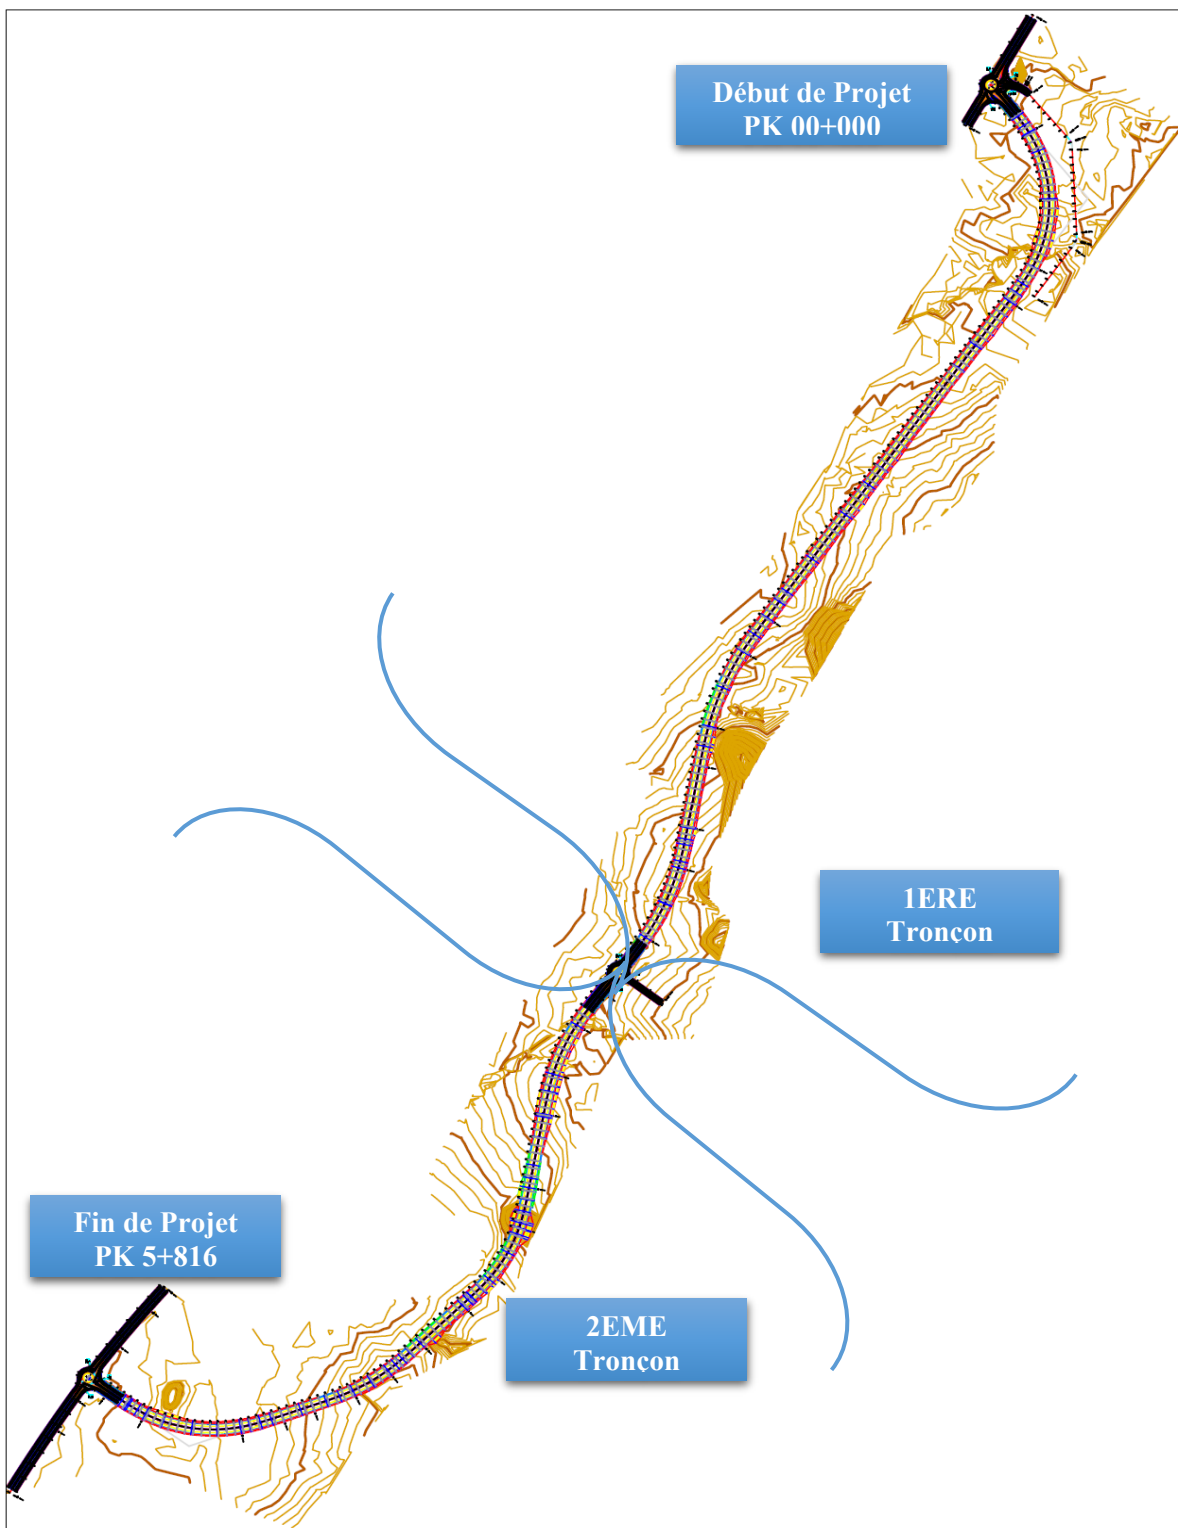 Début de Projet
PK 00+000
1ERE
Tronçon
Fin de Projet
PK 5+816
2EME
Tronçon